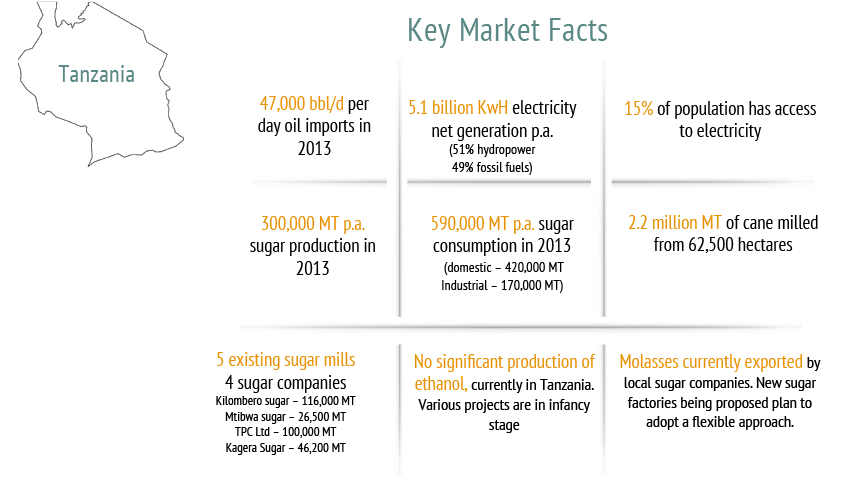 Key Market Facts
Tanzania
47,000 bbl/d per
day oil imports in
2013
5.1 billion KwH electricity
net generation p.a.
(51% hydropower
49% fossil fuels)
15% of population has access
to electricity
300,000 MT p.a.
sugar production in
2013
590,000 MT p.a. sugar
consumption in 2013
(domestic – 420,000 MT
Industrial – 170,000 MT)
2.2 million MT of cane milled
from 62,500 hectares
5 existing sugar mills
4 sugar companies
Kilombero sugar – 116,000 MT
Mtibwa sugar – 26,500 MT
TPC Ltd – 100,000 MT
Kagera Sugar – 46,200 MT
No significant production of
ethanol, currently in Tanzania.
Various projects are in infancy
stage
Molasses currently exported by
local sugar companies. New sugar
factories being proposed plan to
adopt a flexible approach.